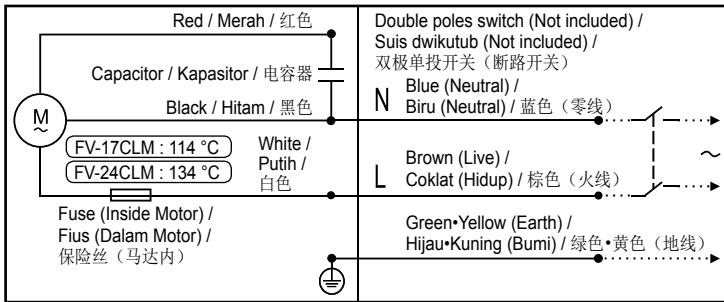 Red / Merah / 红色
Capacitor / Kapasitor / 电容器
Black / Hitam / 黑色
M
~
FV-17CLM : 114 °C
FV-24CLM : 134 °C
White /
Putih /
白色
Fuse (Inside Motor) /
Fius (Dalam Motor) /
保险丝（马达内）
Double poles switch (Not included) /
Suis dwikutub (Not included) /
双极单投开关（断路开关）
N
Blue (Neutral) /
Biru (Neutral) / 蓝色（零线）
~
L
Brown (Live) /
Coklat (Hidup) / 棕色（火线）
Green•Yellow (Earth) /
Hijau•Kuning (Bumi) / 绿色•黄色（地线）